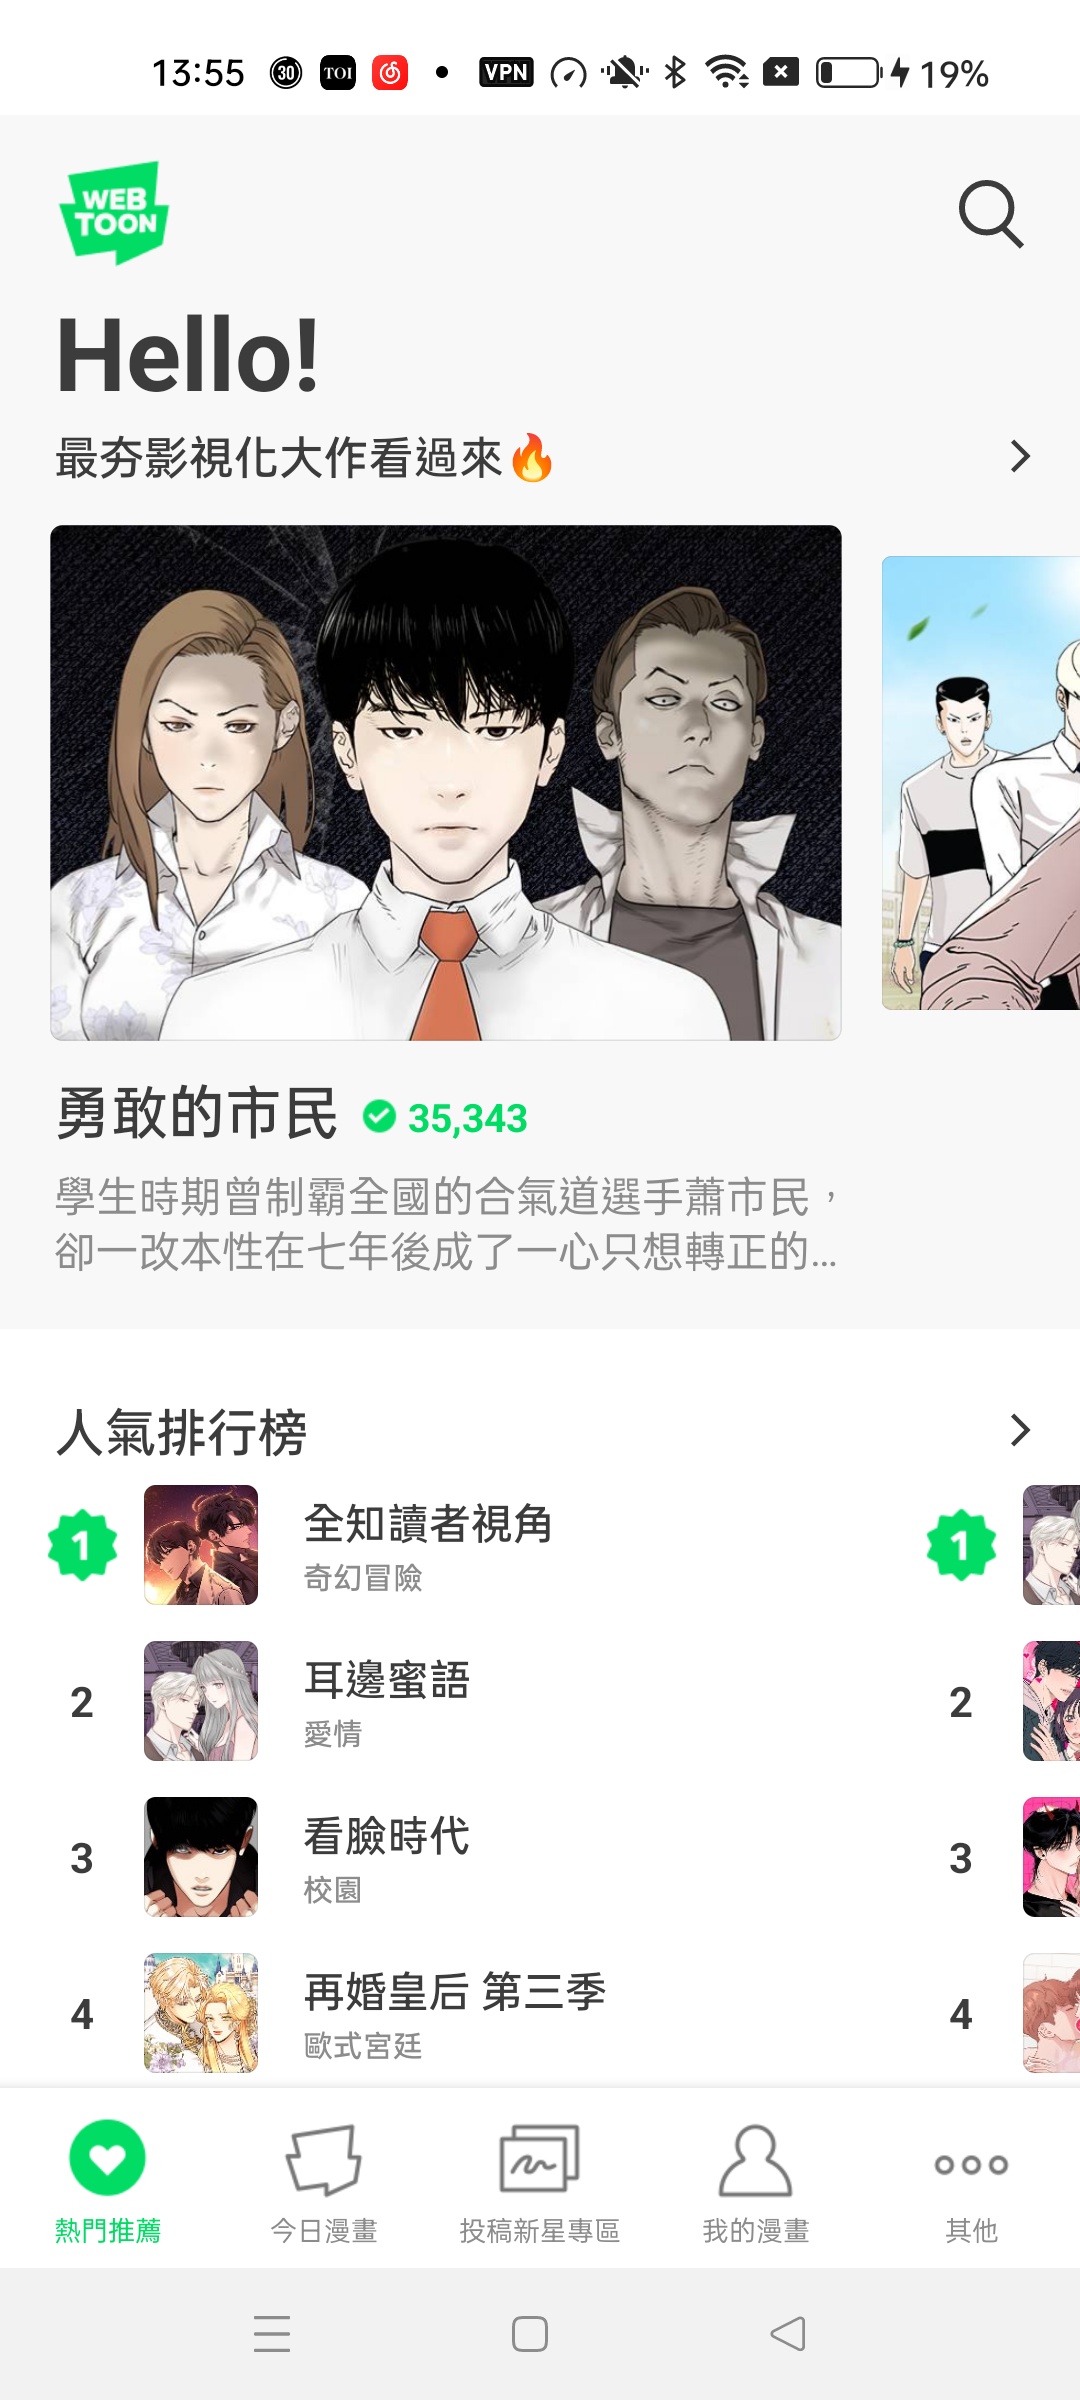 13:55
30
TOI
VPN
19%
WEB
TOON
Hello!
最夯影視化大作看過來🔥
勇敢的市民 35,343
學生時期曾制霸全國的合氣道選手蕭市民，
卻一改本性在七年後成了一心只想轉正的...
人氣排行榜
1 全知讀者視角
奇幻冒險
1
2 耳邊蜜語
愛情
2
3 看臉時代
校園
3
4 再婚皇后 第三季
歐式宮廷
4
熱門推薦
今日漫畫
投稿新星專區
我的漫畫
其他